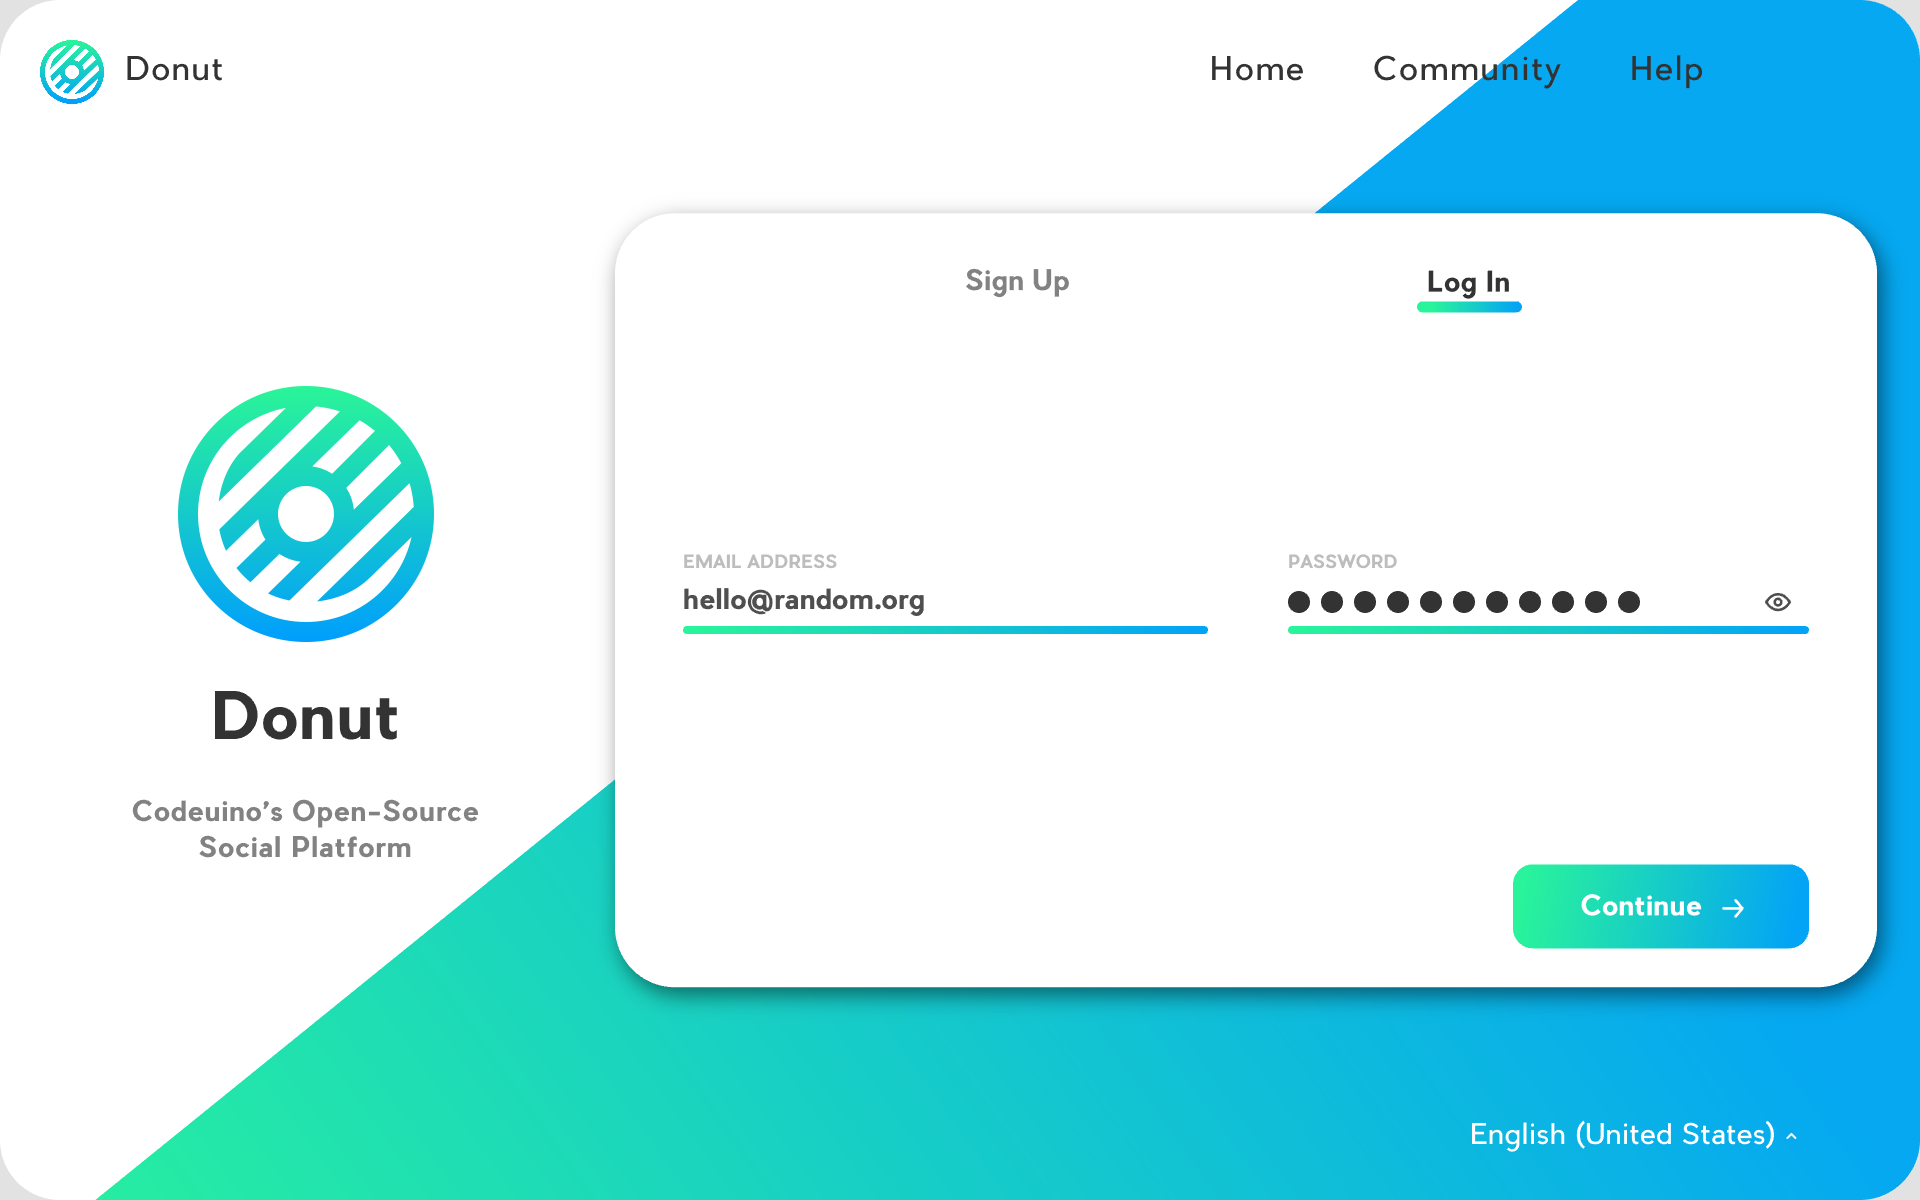 Donut
Home
Community
Help
Sign Up
Log In
EMAIL ADDRESS
hello@random.org
PASSWORD
Donut
Codeuino’s Open-Source
Social Platform
Continue
English (United States)